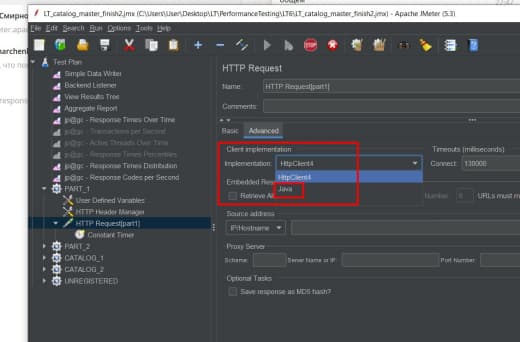 общем
22:47
LT_catalog_master_finish2.jmx (C:\Users\User\Desktop\LT\PerformanceTesting\LT6\LT_catalog_master_finish2.jmx) - Apache JMeter (5.3)
File Edit Search Run Options Tools Help
Смирно
marchenk
, что по
response
Test Plan
Simple Data Writer
Backend Listener
View Results Tree
Aggregate Report
jp@gc - Response Times Over Time
jp@gc - Transactions per Second
jp@gc - Active Threads Over Time
jp@gc - Response Times Percentiles
jp@gc - Response Times Distribution
jp@gc - Response Codes per Second
PART_1
User Defined Variables
HTTP Header Manager
HTTP Request[part1]
Constant Timer
PART_2
CATALOG_1
CATALOG_2
UNREGISTERED
HTTP Request
Name: HTTP Request[part1]
Comments:
Basic Advanced
Client implementation
Timeouts (milliseconds)
Implementation: HttpClient4
Connect: 130000
HttpClient4
Java
Embedded Res
Retrieve All
Number: 6 URLs must m
Source address
IP/Hostname
Proxy Server
Scheme: Server Name or IP: Port Number:
Optional Tasks
Save response as MD5 hash?